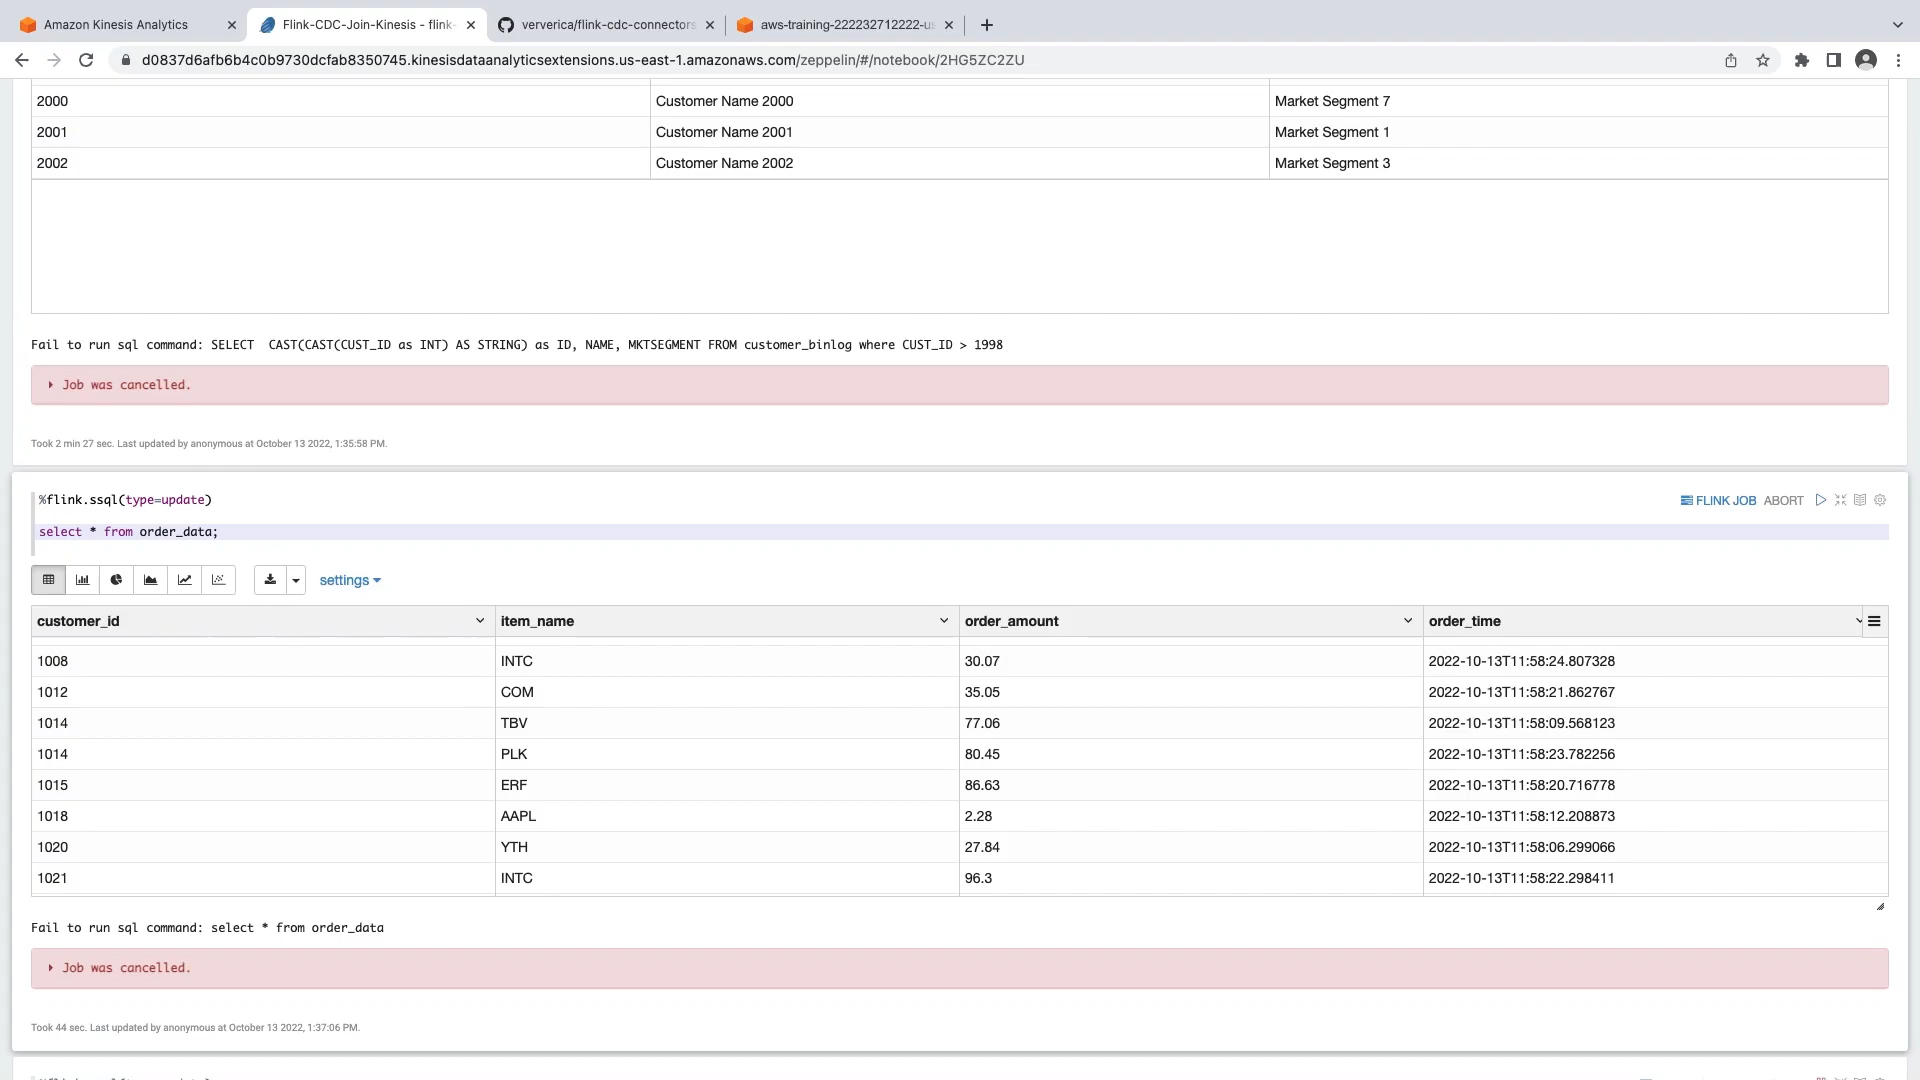 Amazon Kinesis Analytics
Flink-CDC-Join-Kinesis - flink-
ververica/flink-cdc-connectors
aws-training-222232712222-us
d0837d6afb6b4c0b9730dcfab8350745.kinesisdataanalyticsextensions.us-east-1.amazonaws.com/zeppelin/#/notebook/2HG5ZC2ZU
2000 Customer Name 2000 Market Segment 7
2001 Customer Name 2001 Market Segment 1
2002 Customer Name 2002 Market Segment 3
Fail to run sql command: SELECT  CAST(CAST(CUST_ID as INT) AS STRING) as ID, NAME, MKTSEGMENT FROM customer_binlog where CUST_ID > 1998
Job was cancelled.
Took 2 min 27 sec. Last updated by anonymous at October 13 2022, 1:35:58 PM.
%flink.ssql(type=update)
FLINK JOB ABORT
select * from order_data;
settings
customer_id item_name order_amount order_time
1008 INTC 30.07 2022-10-13T11:58:24.807328
1012 COM 35.05 2022-10-13T11:58:21.862767
1014 TBV 77.06 2022-10-13T11:58:09.568123
1014 PLK 80.45 2022-10-13T11:58:23.782256
1015 ERF 86.63 2022-10-13T11:58:20.716778
1018 AAPL 2.28 2022-10-13T11:58:12.208873
1020 YTH 27.84 2022-10-13T11:58:06.299066
1021 INTC 96.3 2022-10-13T11:58:22.298411
Fail to run sql command: select * from order_data
Job was cancelled.
Took 44 sec. Last updated by anonymous at October 13 2022, 1:37:06 PM.